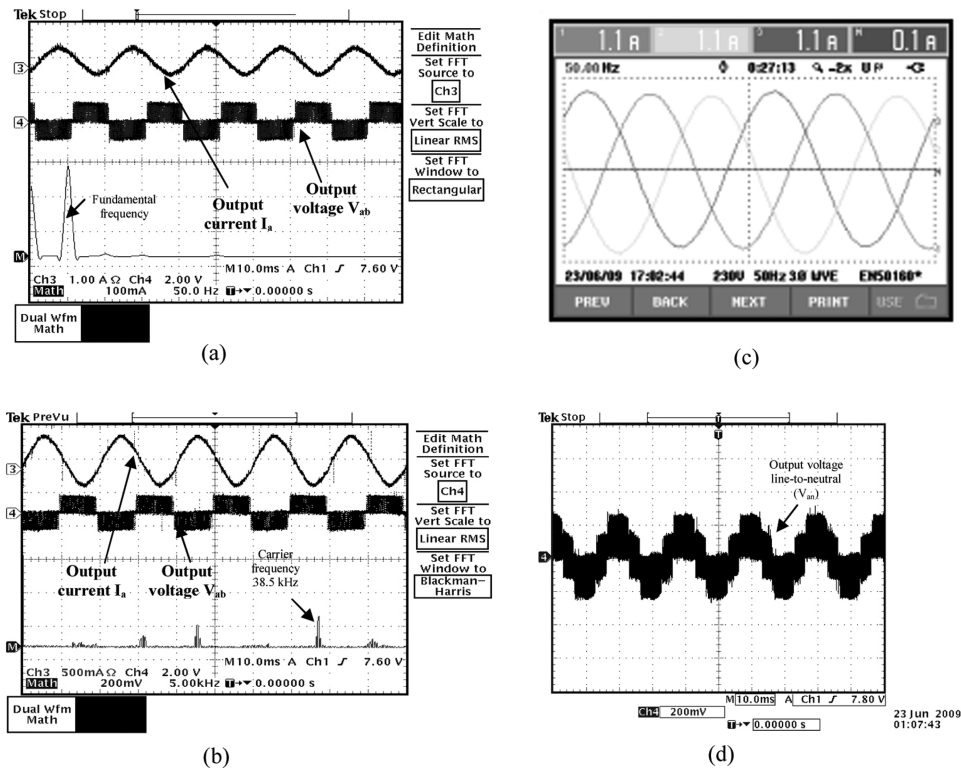 Tek Stop
Edit Math
Definition
Set FFT
Source to
Ch3
Set FFT
Vert Scale to
Linear RMS
Set FFT
Window to
Rectangular
3
4
M
Fundamental
frequency
Output
current Ia
Output
voltage Vab
M 10.0ms A Ch1 7.60 V
Ch3 1.00 A Ω Ch4 2.00 V
Math 100mA 50.0 Hz T 0.00000 s
Dual Wfm
Math
(a)
1 1.1 A 2 1.1 A 3 1.1 A N 0.1 A
50.00 Hz 0:27:13 -2x
23/06/09 17:02:44 230V 50Hz 3Ø WYE EN50160*
PREV BACK NEXT PRINT USE
(c)
Tek PreVu
T
Edit Math
Definition
Set FFT
Source to
Ch4
Set FFT
Vert Scale to
Linear RMS
Set FFT
Window to
Blackman-
Harris
3
4
M
Output
current Ia
Output
voltage Vab
Carrier
frequency
38.5 kHz
M 10.0ms A Ch1 7.60 V
Ch3 500mA Ω Ch4 2.00 V
Math 200mV 5.00kHz T 0.00000 s
Dual Wfm
Math
(b)
Tek Stop
T
T
4
Output voltage
line-to-neutral
(Van)
M 10.0ms A Ch1 7.80 V
Ch4 200mV
T 0.00000 s
23 Jun 2009
01:07:43
(d)